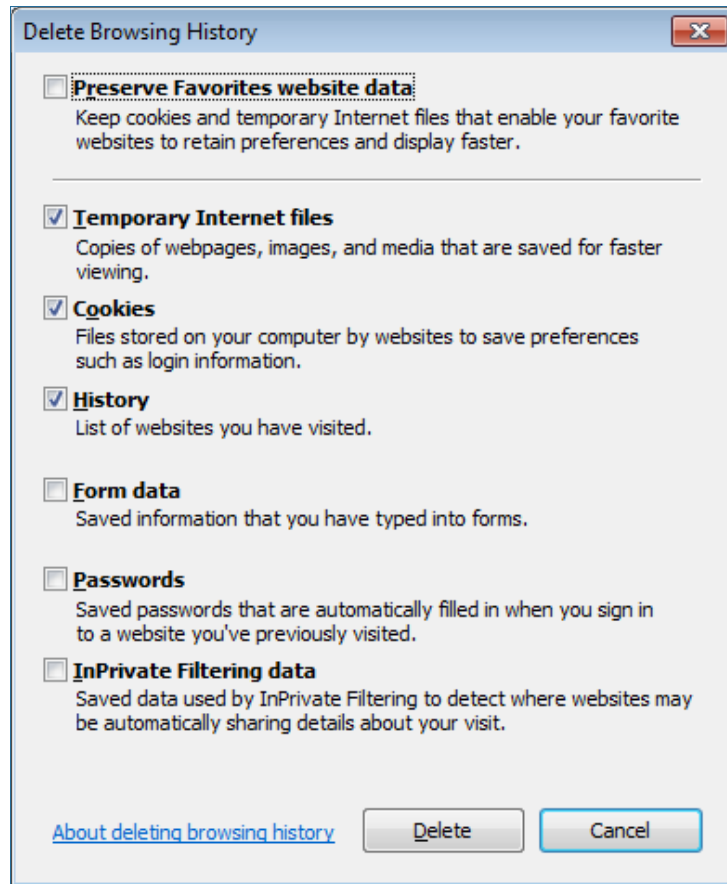 Delete Browsing History
Preserve Favorites website data
Keep cookies and temporary Internet files that enable your favorite
websites to retain preferences and display faster.
Temporary Internet files
Copies of webpages, images, and media that are saved for faster
viewing.
Cookies
Files stored on your computer by websites to save preferences
such as login information.
History
List of websites you have visited.
Form data
Saved information that you have typed into forms.
Passwords
Saved passwords that are automatically filled in when you sign in
to a website you've previously visited.
InPrivate Filtering data
Saved data used by InPrivate Filtering to detect where websites may
be automatically sharing details about your visit.
About deleting browsing history Delete Cancel